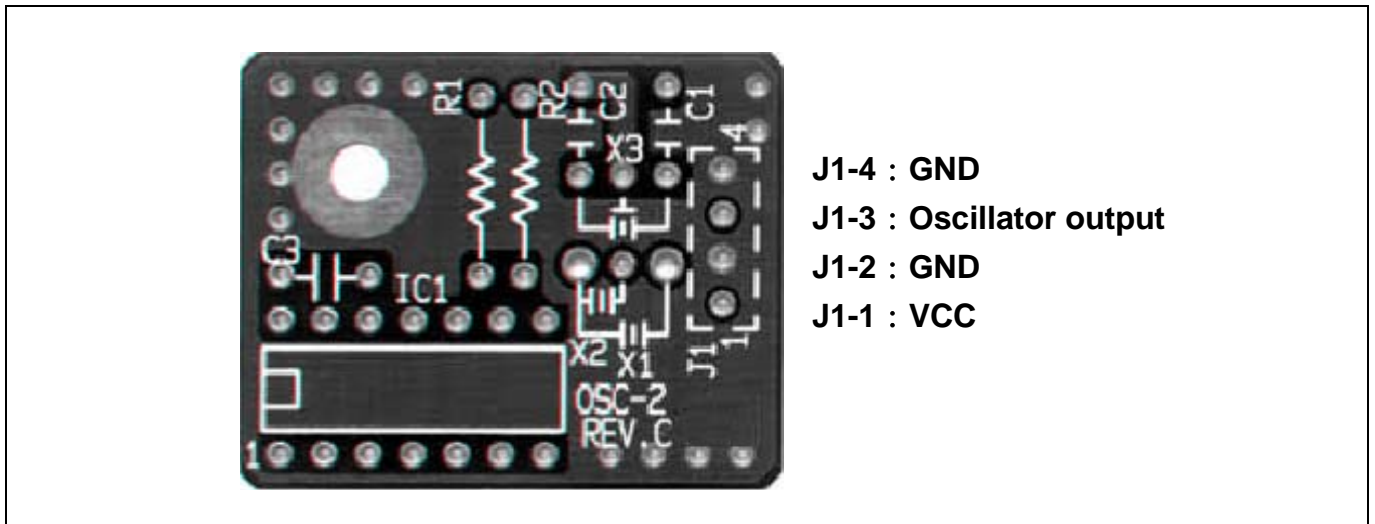 R1
R2
C2
C1
X3
4
J1-4：GND
J1-3：Oscillator output
J1-2：GND
J1-1：VCC
C3
IC1
J1
1
X2
X1
OSC-2
REV.C
1